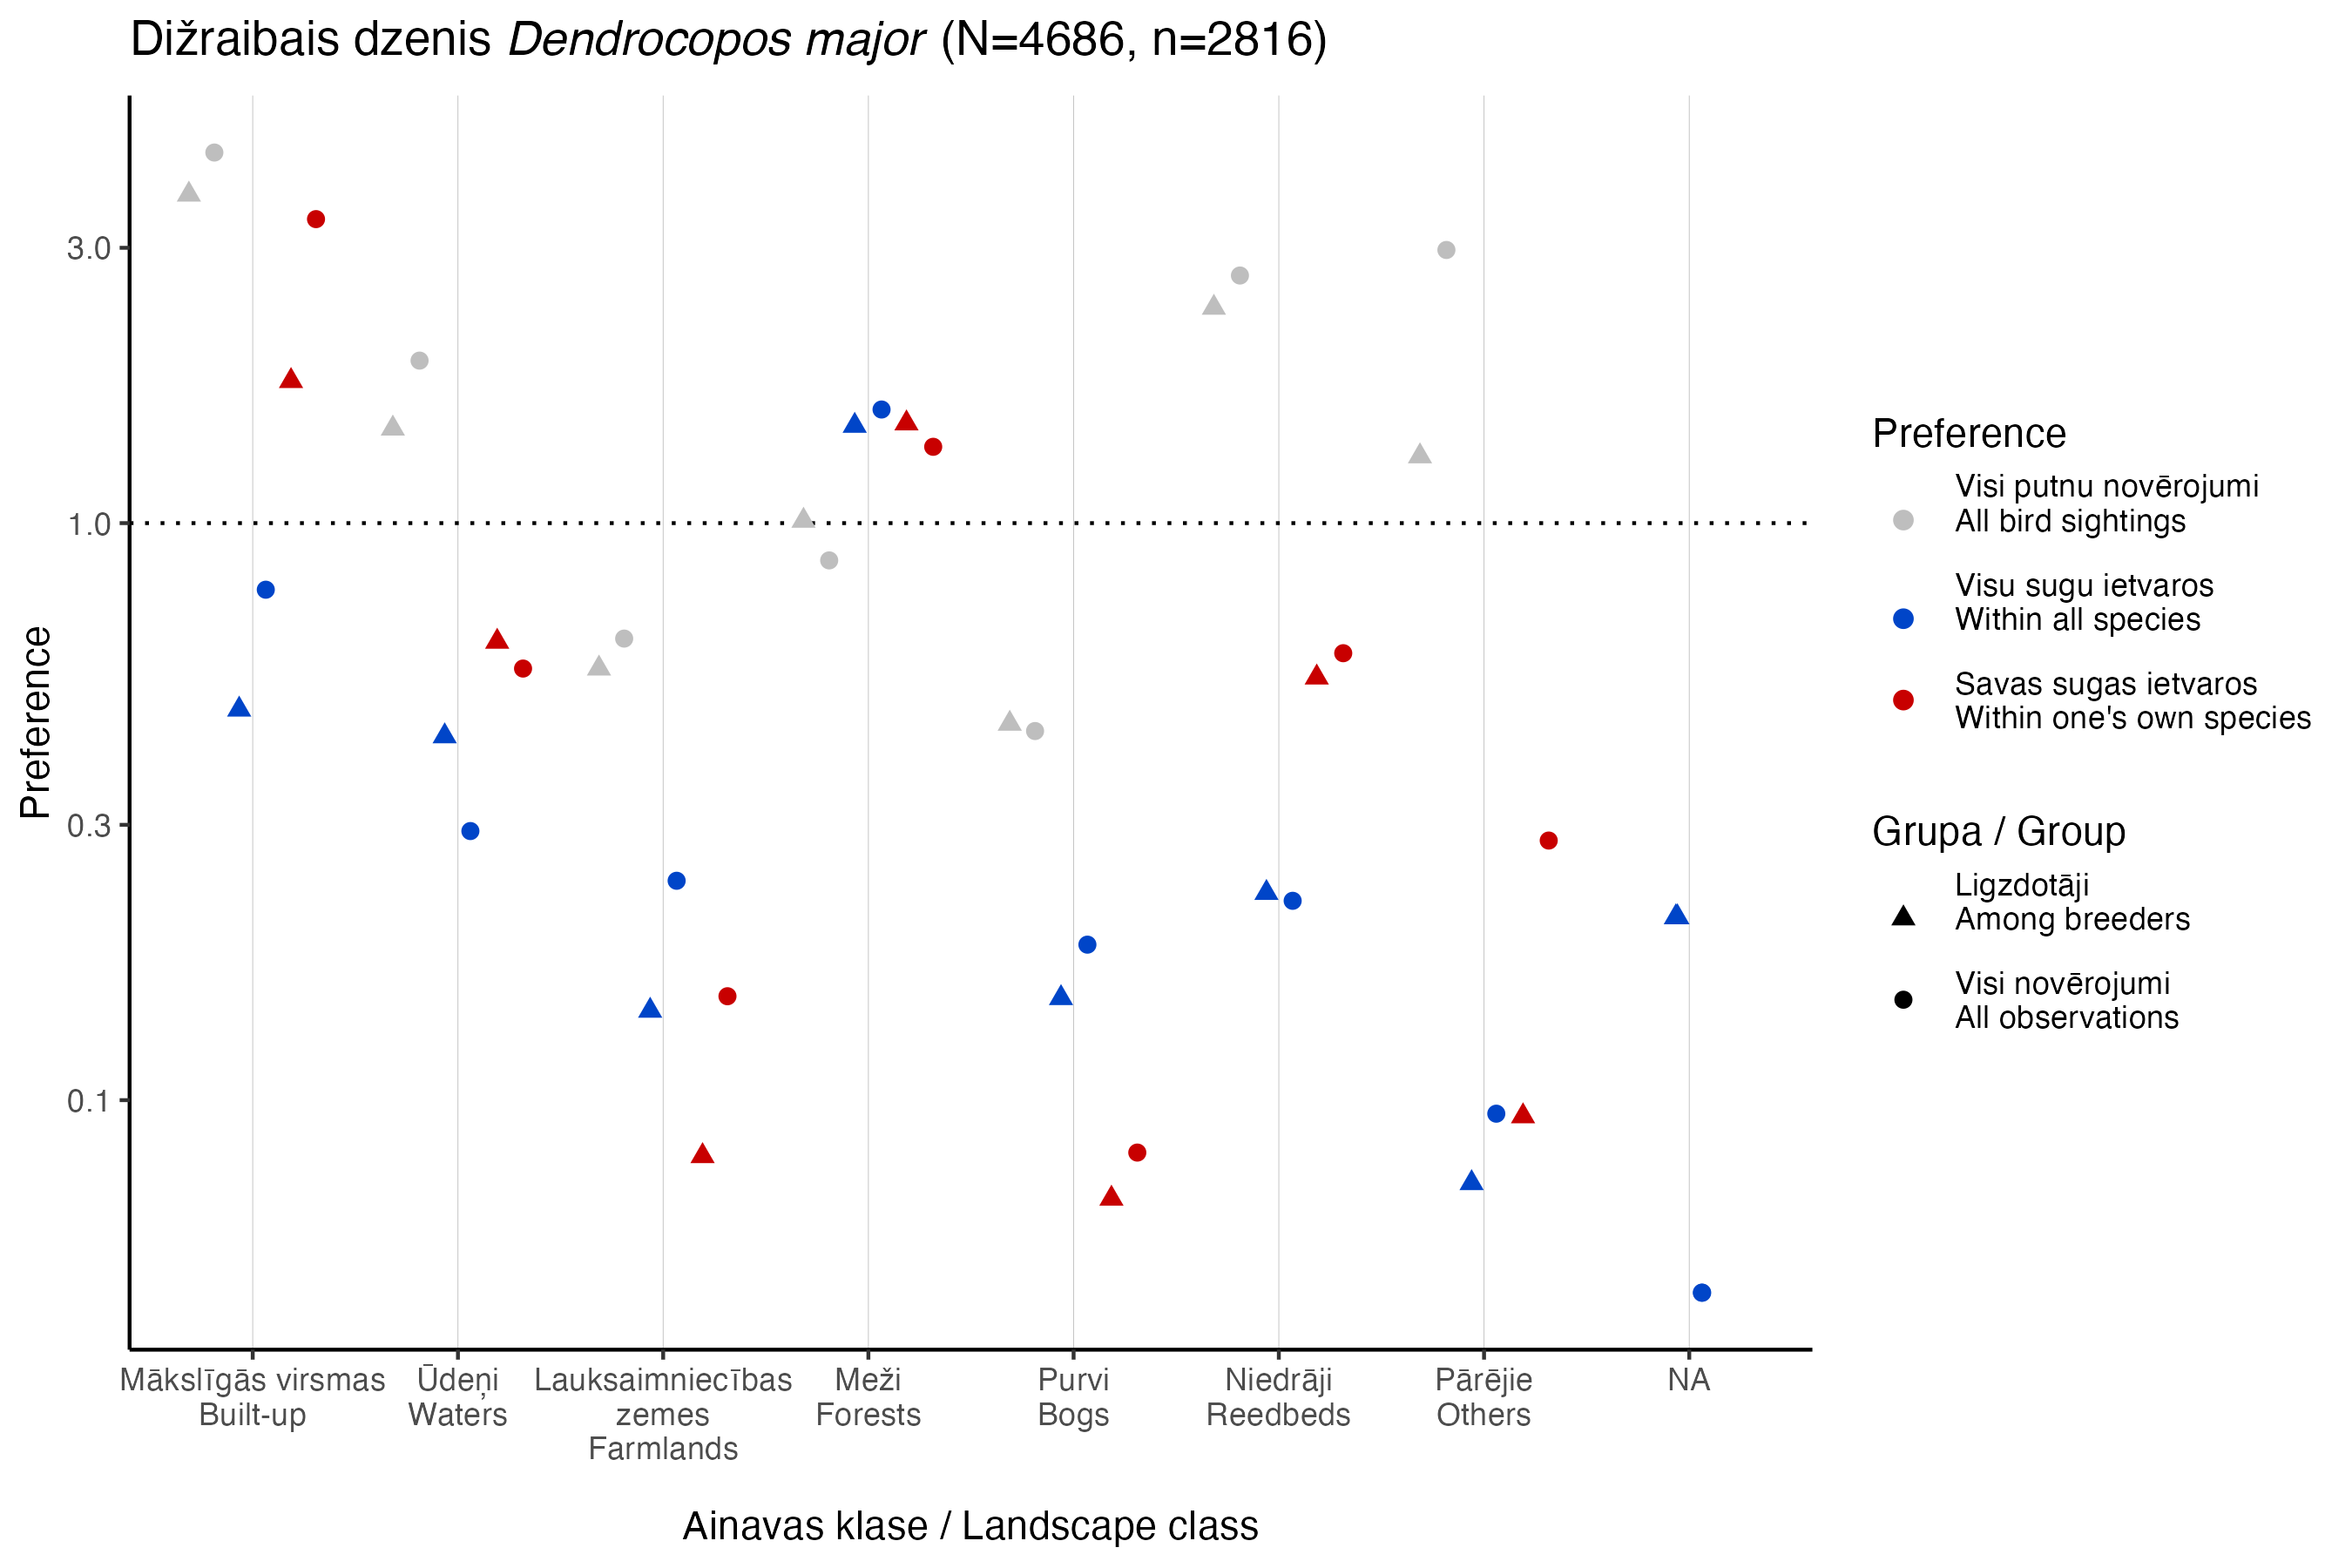 Dižraibais dzenis Dendrocopos major (N=4686, n=2816)
Preference
3.0
1.0
0.3
0.1
Mākslīgās virsmas
Built-up
Ūdeņi
Waters
Lauksaimniecības
zemes
Farmlands
Meži
Forests
Purvi
Bogs
Niedrāji
Reedbeds
Pārējie
Others
NA
Ainavas klase / Landscape class
Preference
Visi putnu novērojumi
All bird sightings
Visu sugu ietvaros
Within all species
Savas sugas ietvaros
Within one's own species
Grupa / Group
Ligzdotāji
Among breeders
Visi novērojumi
All observations